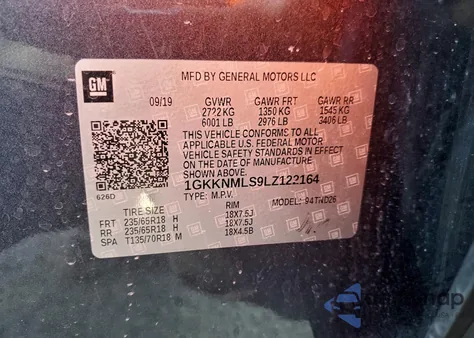 GM
MFD BY GENERAL MOTORS LLC
09/19 GVWR GAWR FRT GAWR RR
2722 KG 1350 KG 1545 KG
6001 LB 2976 LB 3406 LB
THIS VEHICLE CONFORMS TO ALL
APPLICABLE U.S. FEDERAL MOTOR
VEHICLE SAFETY STANDARDS IN EFFECT
ON THE DATE OF MANUFACTURE
SHOWN ABOVE.
626D
1GKKNMLS9LZ122164
TYPE: M.P.V. MODEL:
TIRE SIZE RIM
FRT 235/65R18 H 18X7.5J
RR 235/65R18 H 18X7.5J
SPA T135/70R18 M 18X4.5B